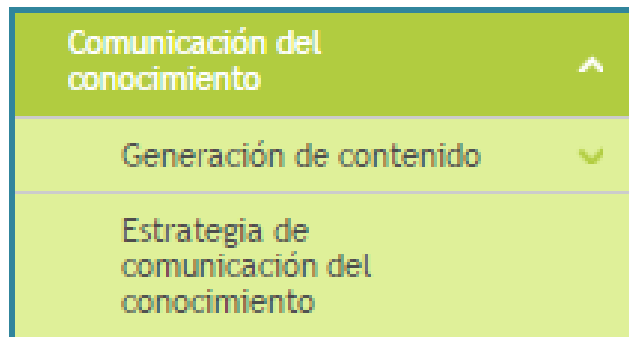 Comunicación del
conocimiento
Generación de contenido
Estrategia de
comunicación del
conocimiento